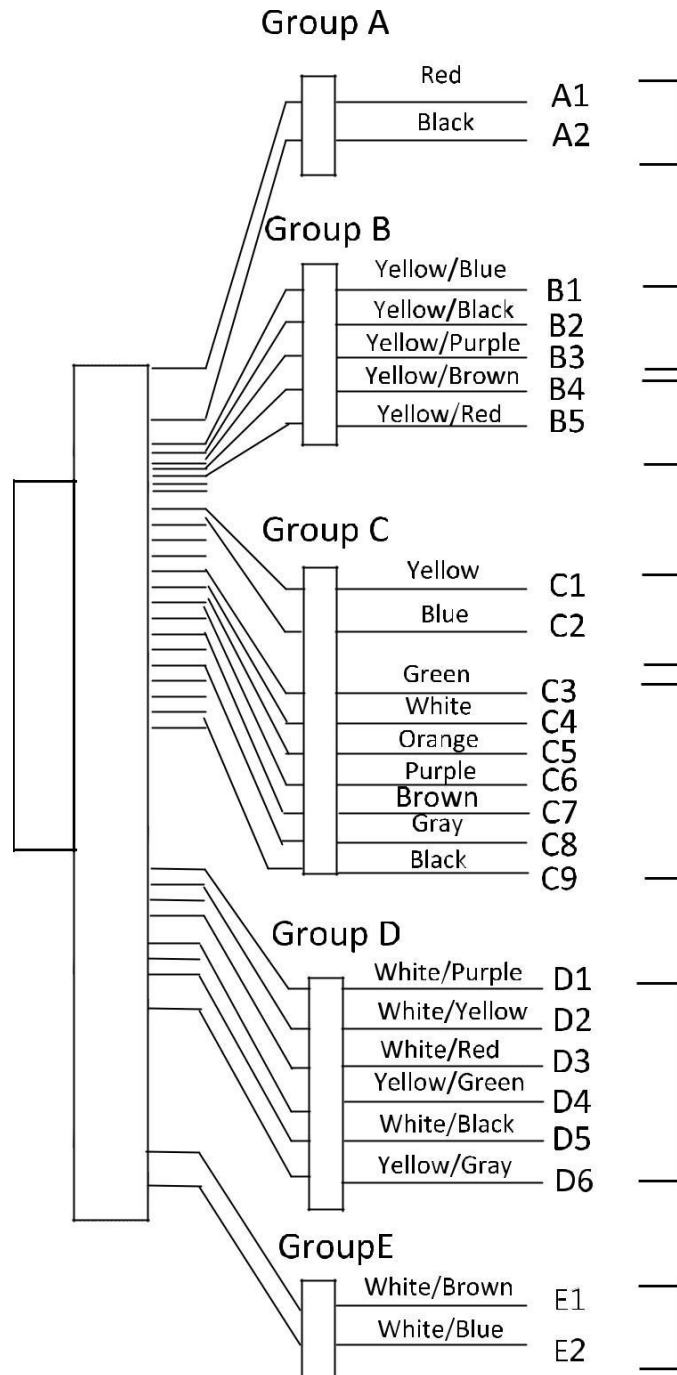 Group A
Red A1
Black A2
Group B
Yellow/Blue B1
Yellow/Black B2
Yellow/Purple B3
Yellow/Brown B4
Yellow/Red B5
Group C
Yellow C1
Blue C2
Green C3
White C4
Orange C5
Purple C6
Brown C7
Gray C8
Black C9
Group D
White/Purple D1
White/Yellow D2
White/Red D3
Yellow/Green D4
White/Black D5
Yellow/Gray D6
GroupE
White/Brown E1
White/Blue E2